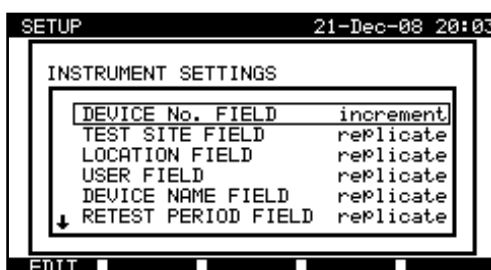 SETUP 21-Dec-08 20:03
INSTRUMENT SETTINGS
DEVICE No. FIELD increment
TEST SITE FIELD replicate
LOCATION FIELD replicate
USER FIELD replicate
DEVICE NAME FIELD replicate
RETEST PERIOD FIELD replicate
EDIT